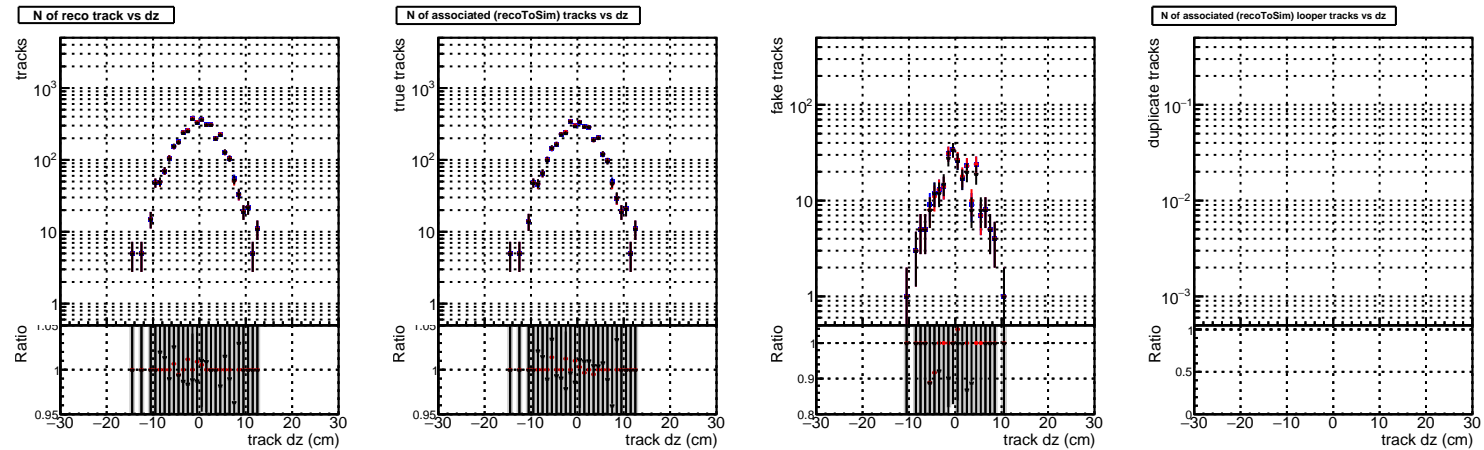 N of reco track vs dz
tracks
10³
10²
10
1
1.05
Ratio
1
0.95
−30 −20 −10 0 10 20 30
track dz (cm)
N of associated (recoToSim) tracks vs dz
true tracks
10³
10²
10
1
1.05
Ratio
1
0.95
−30 −20 −10 0 10 20 30
track dz (cm)
fake tracks
10²
10
1
Ratio
1
0.9
0.8
−30 −20 −10 0 10 20 30
track dz (cm)
N of associated (recoToSim) looper tracks vs dz
duplicate tracks
10⁻¹
10⁻²
10⁻³
Ratio
1
0.5
0
−30 −20 −10 0 10 20 30
track dz (cm)